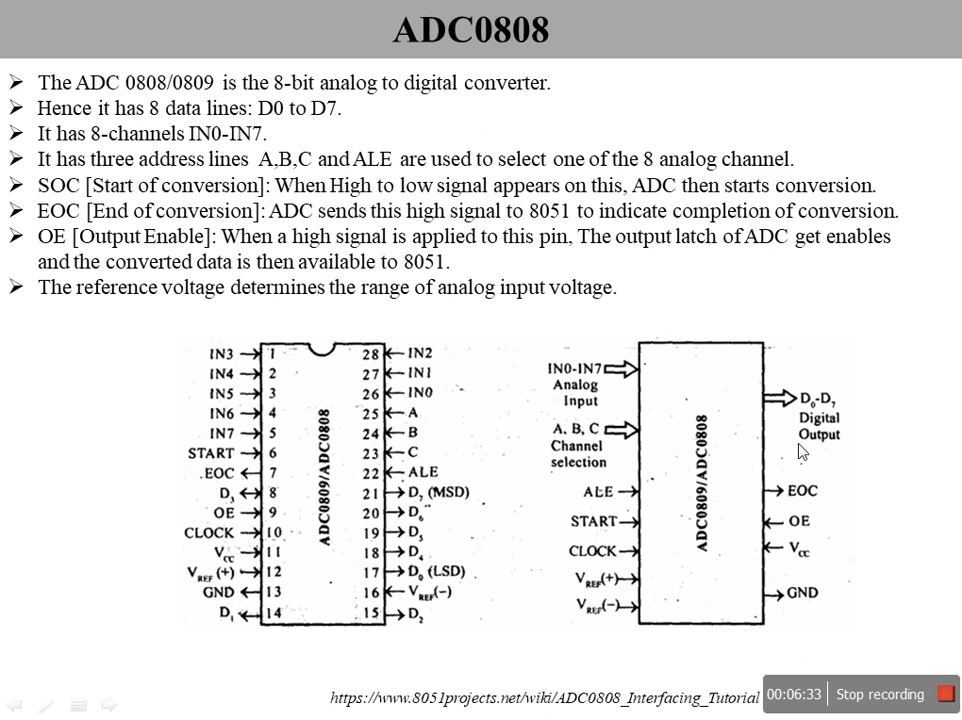 ADC0808
➢ The ADC 0808/0809 is the 8-bit analog to digital converter.
➢ Hence it has 8 data lines: D0 to D7.
➢ It has 8-channels IN0-IN7.
➢ It has three address lines A,B,C and ALE are used to select one of the 8 analog channel.
➢ SOC [Start of conversion]: When High to low signal appears on this, ADC then starts conversion.
➢ EOC [End of conversion]: ADC sends this high signal to 8051 to indicate completion of conversion.
➢ OE [Output Enable]: When a high signal is applied to this pin, The output latch of ADC get enables
and the converted data is then available to 8051.
➢ The reference voltage determines the range of analog input voltage.
IN3 1 28 IN2
IN4 2 27 IN1
IN5 3 26 IN0
IN6 4 25 A
IN7 5 24 B
START 6 23 C
EOC 7 22 ALE
D3 8 21 D7 (MSD)
OE 9 20 D6
CLOCK 10 19 D5
VCC 11 18 D4
VREF (+) 12 17 D0 (LSD)
GND 13 16 VREF(-)
D1 14 15 D2
ADC0809/ADC0808
IN0-IN7
Analog
Input
A, B, C
Channel
selection
ALE
START
CLOCK
VREF(+)
VREF(-)
ADC0809/ADC0808
D0-D7
Digital
Output
EOC
OE
VCC
GND
https://www.8051projects.net/wiki/ADC0808_Interfacing_Tutorial
00:06:33 Stop recording